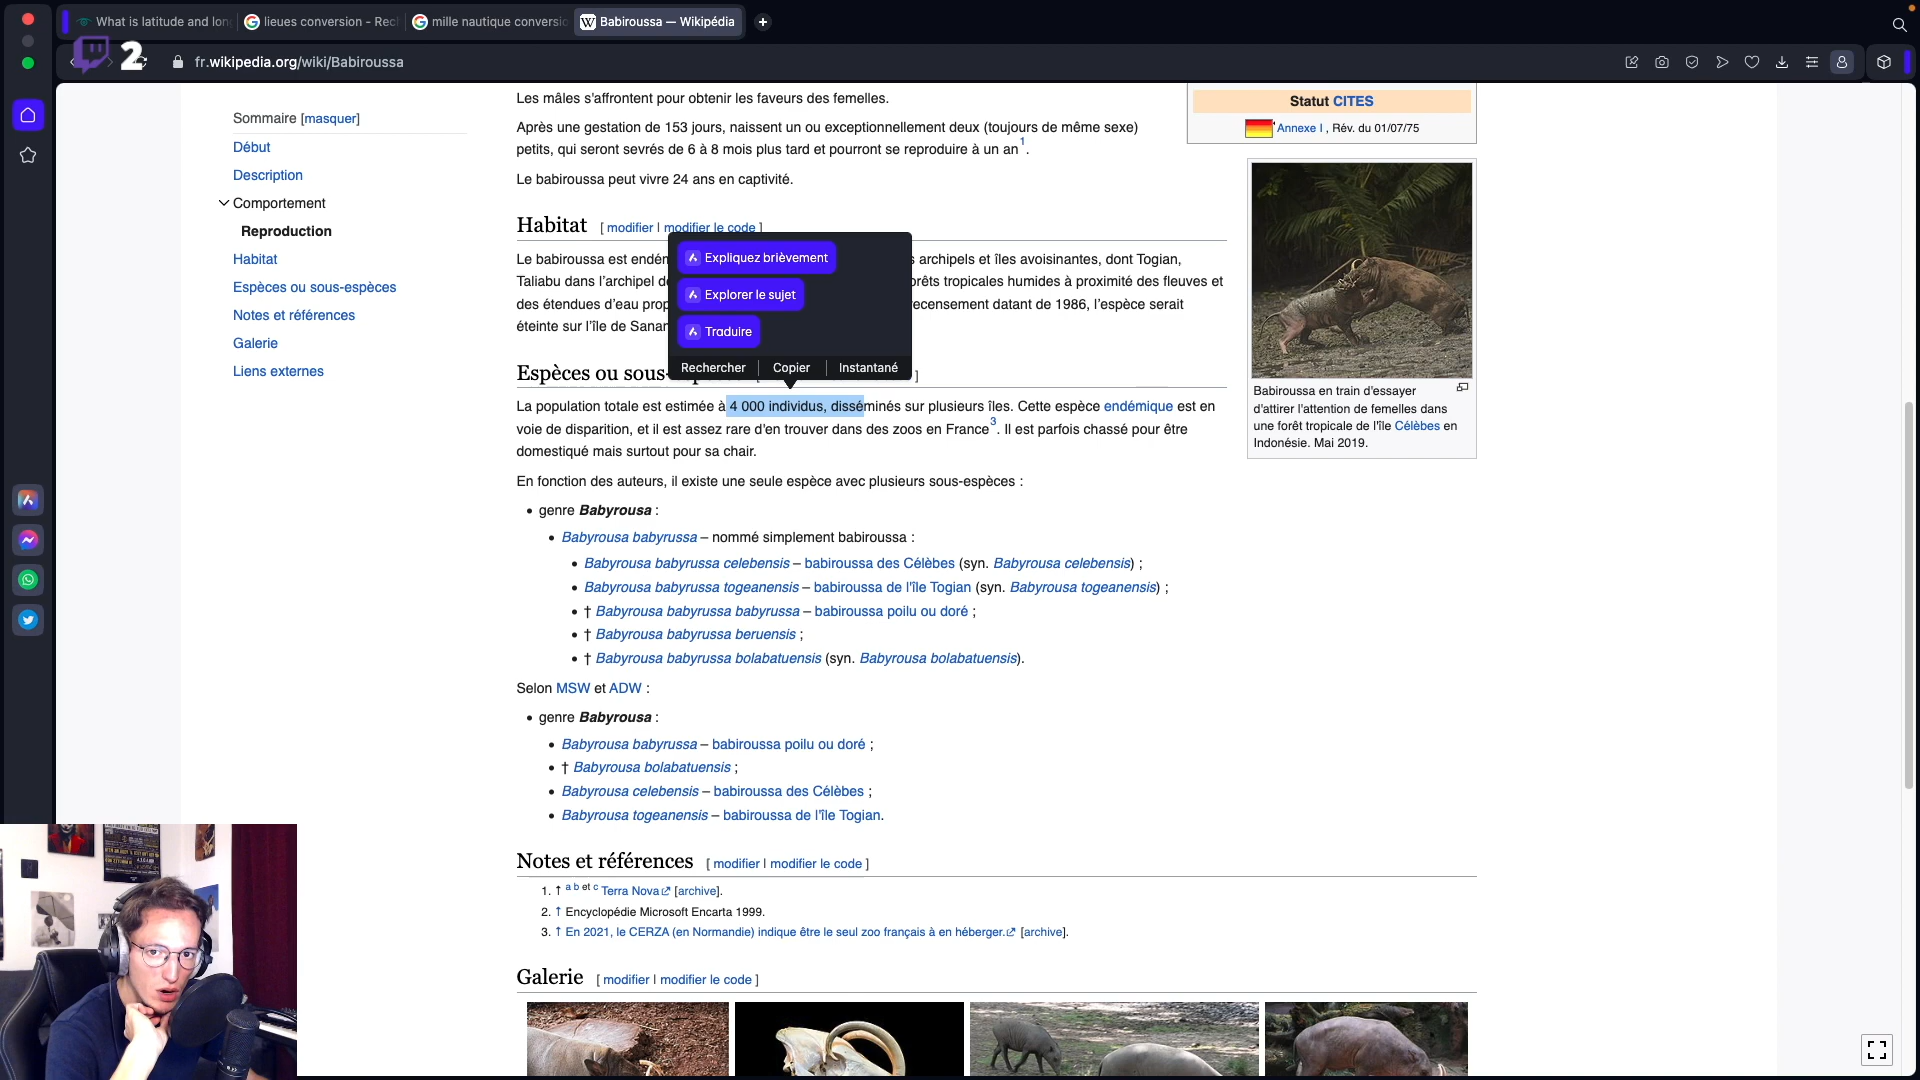 What is latitude and lon
lieues conversion - Rec
mille nautique conversio
Babiroussa — Wikipédia
2
fr.wikipedia.org/wiki/Babiroussa
Sommaire [masquer]
Début
Description
Comportement
Reproduction
Habitat
Espèces ou sous-espèces
Notes et références
Galerie
Liens externes
Les mâles s'affrontent pour obtenir les faveurs des femelles.
Après une gestation de 153 jours, naissent un ou exceptionnellement deux (toujours de même sexe)
petits, qui seront sevrés de 6 à 8 mois plus tard et pourront se reproduire à un an1.
Le babiroussa peut vivre 24 ans en captivité.
Habitat [ modifier | modifier le code ]
Le babiroussa est endém
s archipels et îles avoisinantes, dont Togian,
Taliabu dans l'archipel de
orêts tropicales humides à proximité des fleuves et
des étendues d'eau prop
recensement datant de 1986, l'espèce serait
éteinte sur l'île de Sanan
Expliquez brièvement
Explorer le sujet
Traduire
Rechercher
Copier
Instantané
Espèces ou sous-
]
La population totale est estimée à 4 000 individus, disséminés sur plusieurs îles. Cette espèce endémique est en
voie de disparition, et il est assez rare d'en trouver dans des zoos en France3. Il est parfois chassé pour être
domestiqué mais surtout pour sa chair.
En fonction des auteurs, il existe une seule espèce avec plusieurs sous-espèces :
• genre Babyrousa :
• Babyrousa babyrussa – nommé simplement babiroussa :
• Babyrousa babyrussa celebensis – babiroussa des Célèbes (syn. Babyrousa celebensis) ;
• Babyrousa babyrussa togeanensis – babiroussa de l'île Togian (syn. Babyrousa togeanensis) ;
• † Babyrousa babyrussa babyrussa – babiroussa poilu ou doré ;
• † Babyrousa babyrussa beruensis ;
• † Babyrousa babyrussa bolabatuensis (syn. Babyrousa bolabatuensis).
Selon MSW et ADW :
• genre Babyrousa :
• Babyrousa babyrussa – babiroussa poilu ou doré ;
• † Babyrousa bolabatuensis ;
• Babyrousa celebensis – babiroussa des Célèbes ;
• Babyrousa togeanensis – babiroussa de l'île Togian.
Notes et références [ modifier | modifier le code ]
1. ↑ a b et c Terra Nova [archive].
2. ↑ Encyclopédie Microsoft Encarta 1999.
3. ↑ En 2021, le CERZA (en Normandie) indique être le seul zoo français à en héberger. [archive].
Galerie [ modifier | modifier le code ]
Statut CITES
Annexe I , Rév. du 01/07/75
Babiroussa en train d'essayer
d'attirer l'attention de femelles dans
une forêt tropicale de l'île Célèbes en
Indonésie. Mai 2019.